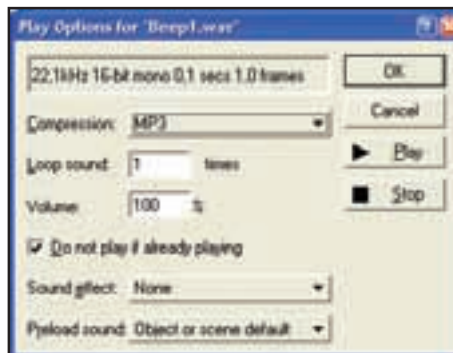 Play Options for "Beep1.wav"
22,1kHz 16-bit mono 0,1 secs 1.0 frames
OK
Compression: MP3
Cancel
Loop sound: 1 times
Play
Volume: 100 %
Stop
Do not play if already playing
Sound effect: None
Preload sound: Object or scene default